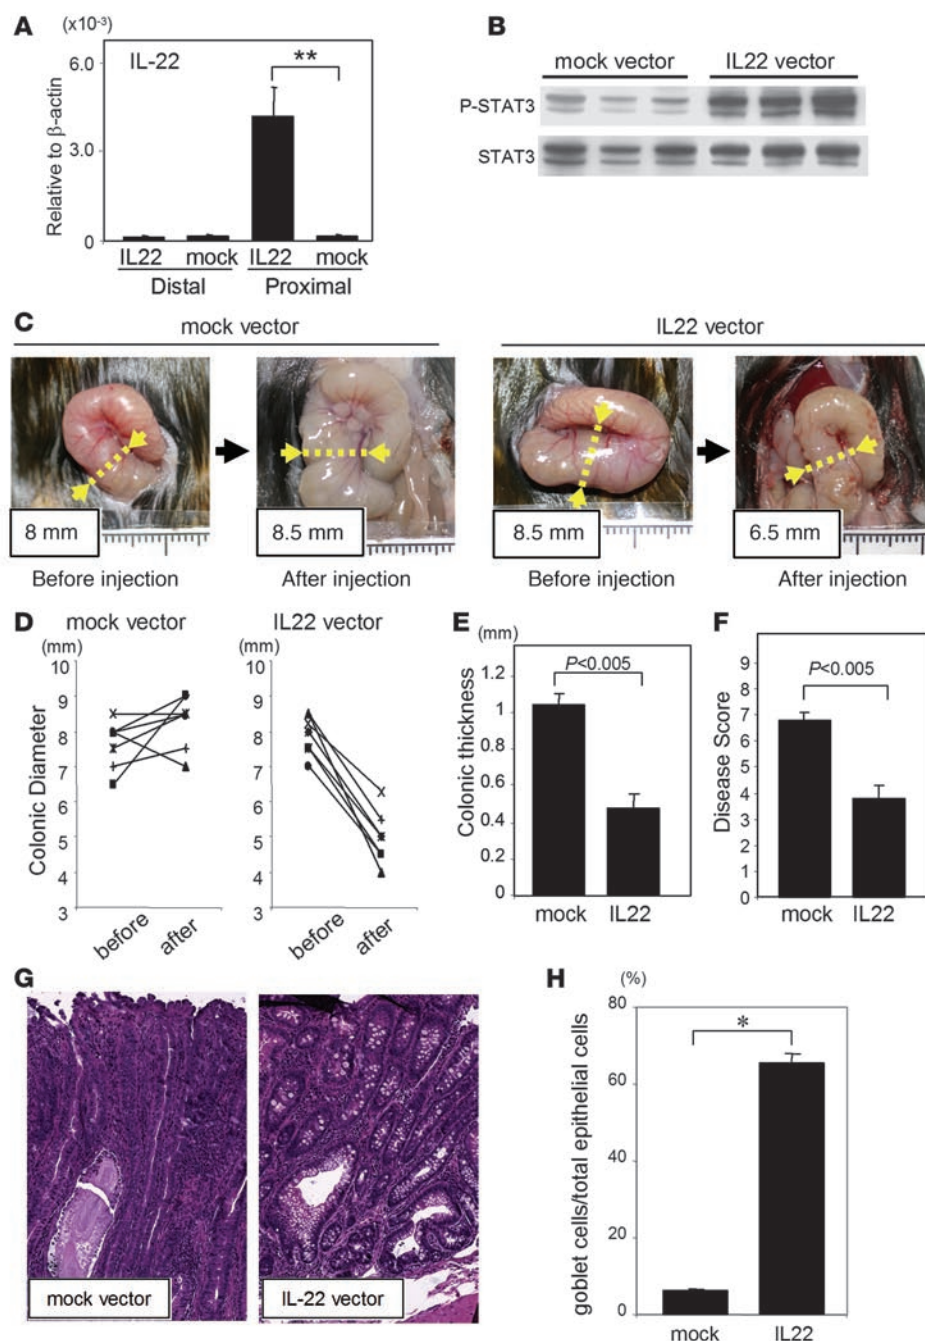 A
(x10-3)
IL-22
**
6.0
3.0
0
Relative to β-actin
IL22 mock IL22 mock
Distal Proximal
B
mock vector IL22 vector
P-STAT3
STAT3
C
mock vector IL22 vector
8 mm 8.5 mm 8.5 mm 6.5 mm
Before injection After injection Before injection After injection
D
mock vector IL22 vector
(mm) (mm)
10 10
9 9
8 8
7 7
6 6
5 5
4 4
3 3
Colonic Diameter
before after before after
E
(mm)
P<0.005
1.2
1
0.8
0.6
0.4
0.2
0
Colonic thickness
mock IL22
F
P<0.005
9
8
7
6
5
4
3
2
1
0
Disease Score
mock IL22
G
mock vector IL-22 vector
H
(%)
*
80
60
40
20
0
goblet cells/total epithelial cells
mock IL22